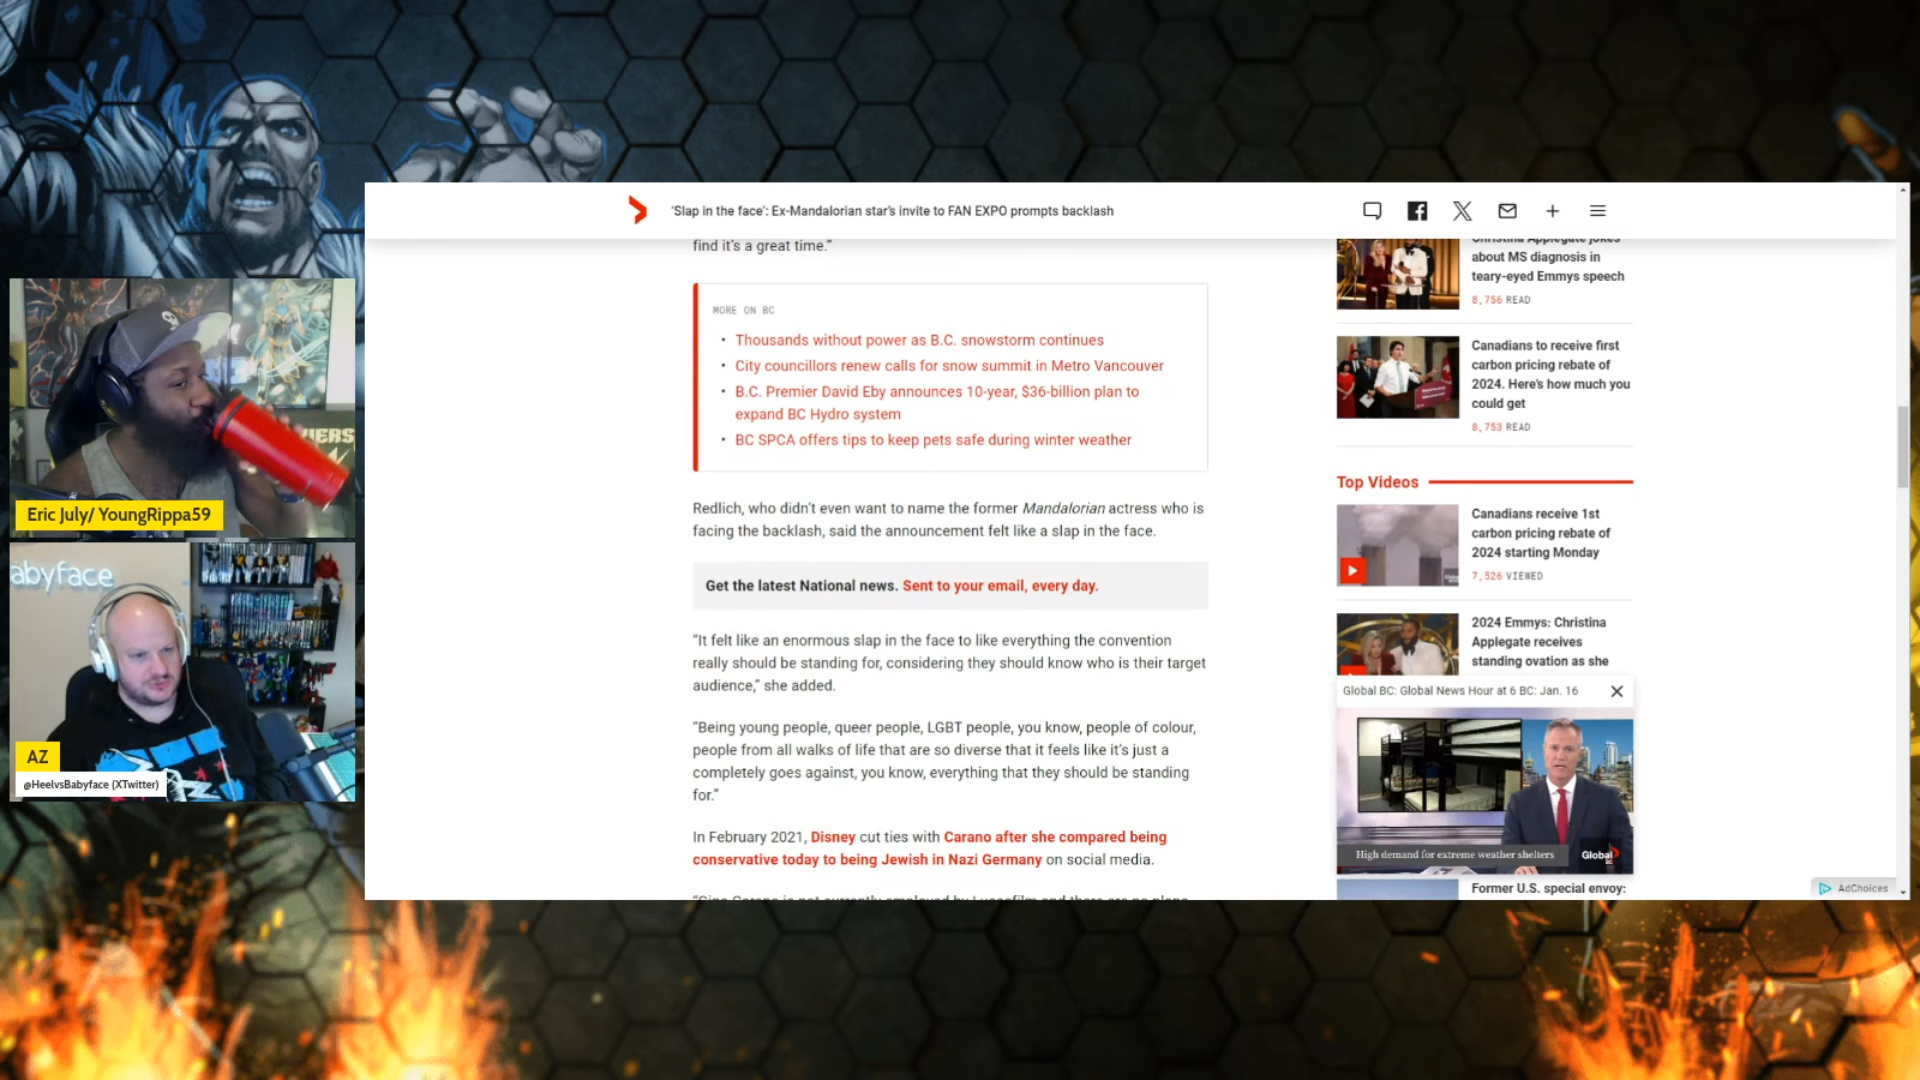 'Slap in the face': Ex-Mandalorian star's invite to FAN EXPO prompts backlash
find it's a great time."
MORE ON BC
• Thousands without power as B.C. snowstorm continues
• City councillors renew calls for snow summit in Metro Vancouver
• B.C. Premier David Eby announces 10-year, $36-billion plan to
expand BC Hydro system
• BC SPCA offers tips to keep pets safe during winter weather
Redlich, who didn't even want to name the former Mandalorian actress who is
facing the backlash, said the announcement felt like a slap in the face.
Get the latest National news. Sent to your email, every day.
"It felt like an enormous slap in the face to like everything the convention
really should be standing for, considering they should know who is their target
audience," she added.
"Being young people, queer people, LGBT people, you know, people of colour,
people from all walks of life that are so diverse that it feels like it's just a
completely goes against, you know, everything that they should be standing
for."
In February 2021, Disney cut ties with Carano after she compared being
conservative today to being Jewish in Nazi Germany on social media.
Christina Applegate jokes
about MS diagnosis in
teary-eyed Emmys speech
8,756 READ
Canadians to receive first
carbon pricing rebate of
2024. Here's how much you
could get
8,753 READ
Top Videos
Canadians receive 1st
carbon pricing rebate of
2024 starting Monday
7,526 VIEWED
2024 Emmys: Christina
Applegate receives
standing ovation as she
Global BC: Global News Hour at 6 BC: Jan. 16
High demand for extreme weather shelters
Global
BC
Former U.S. special envoy:
AdChoices
IERS
Eric July/ YoungRippa59
abyface
AZ
@HeelvsBabyface (XTwitter)